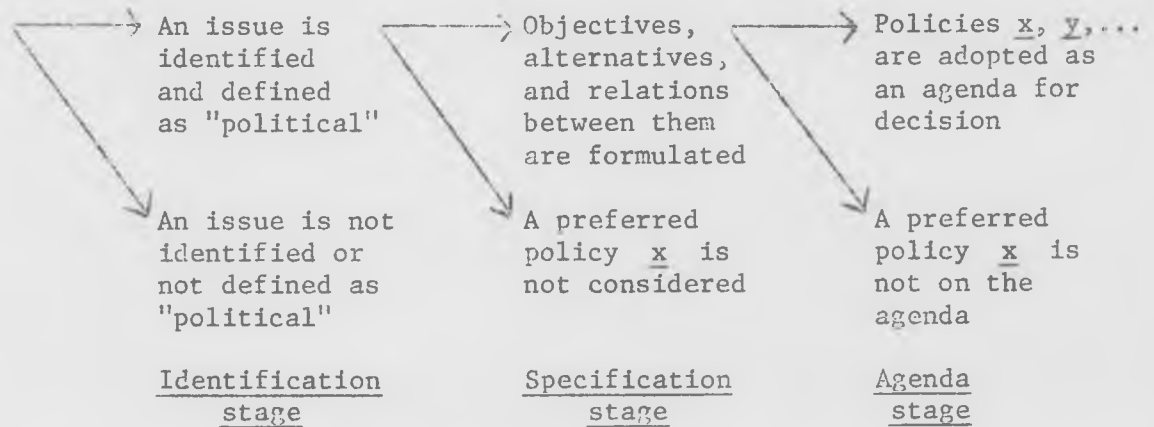 An issue is
identified
and defined
as "political"
Objectives,
alternatives,
and relations
between them
are formulated
Policies x, y,...
are adopted as
an agenda for
decision
An issue is not
identified or
not defined as
"political"
A preferred
policy x is
not considered
A preferred
policy x is
not on the
agenda
Identification
stage
Specification
stage
Agenda
stage